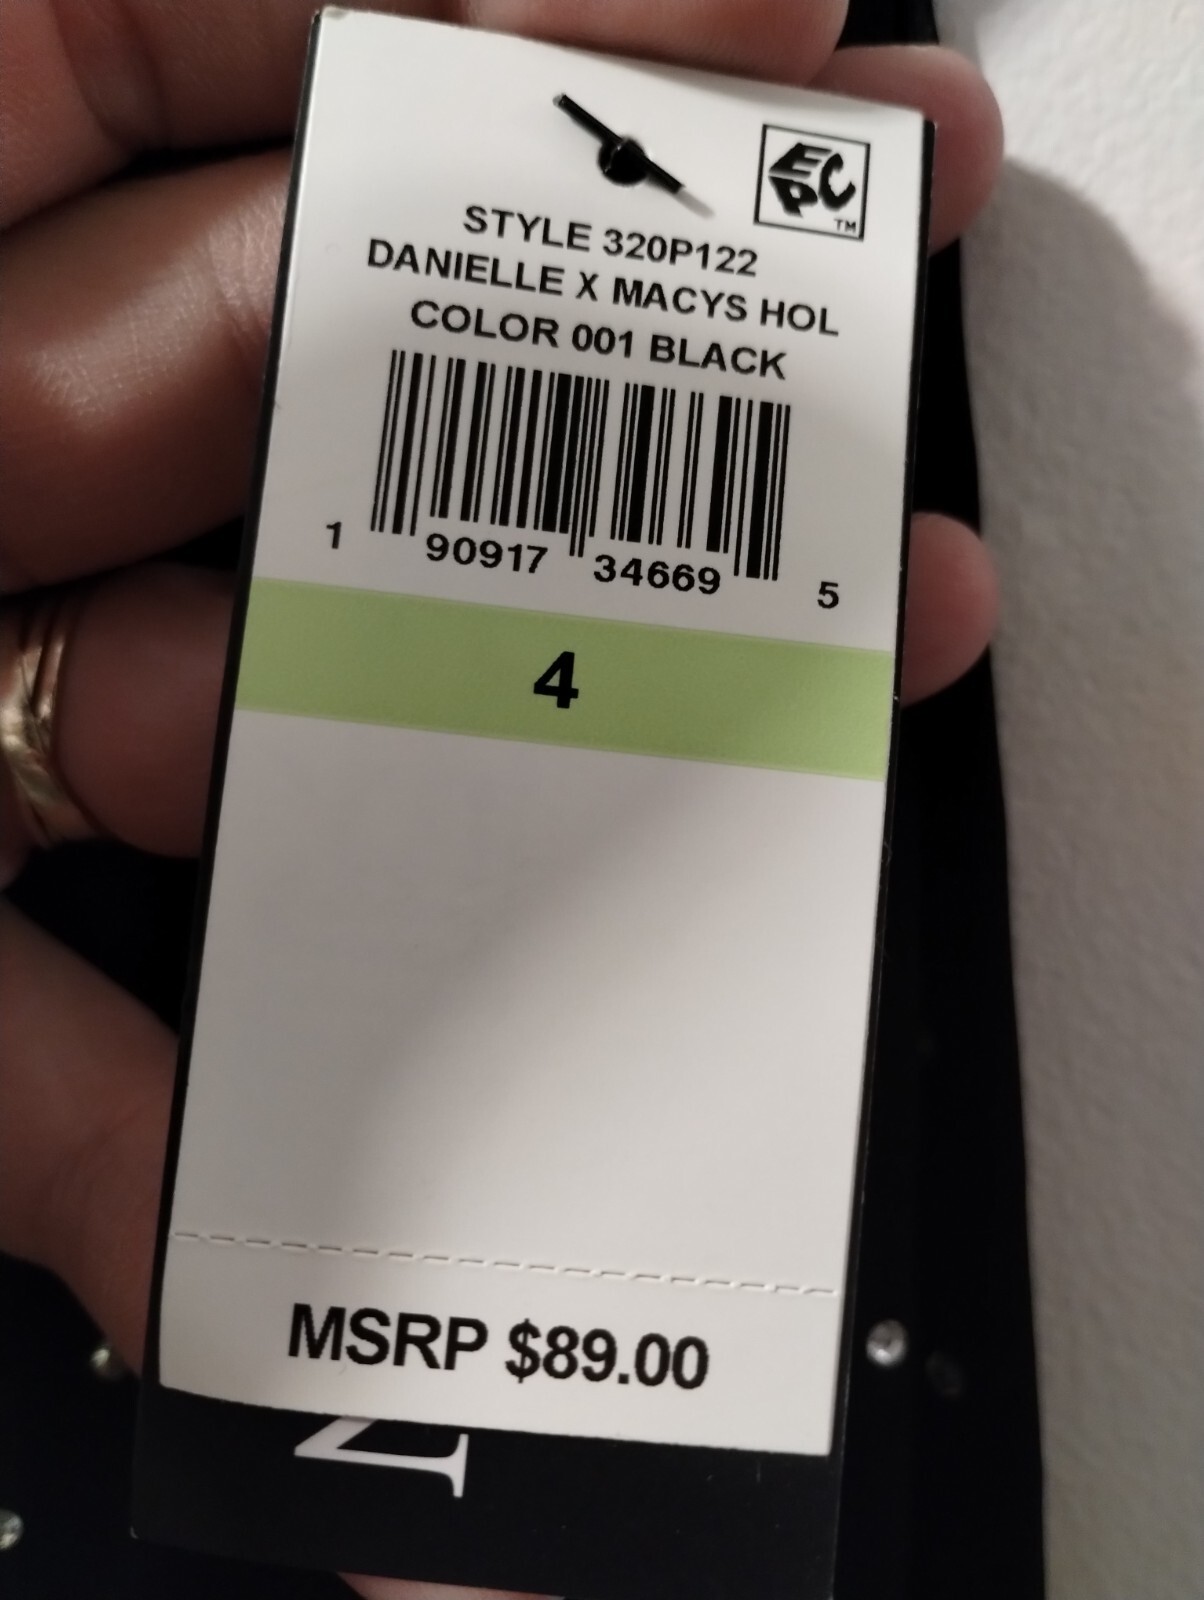 EPC
TM
STYLE 320P122
DANIELLE X MACYS HOL
COLOR 001 BLACK
1 90917 34669 5
4
MSRP $89.00